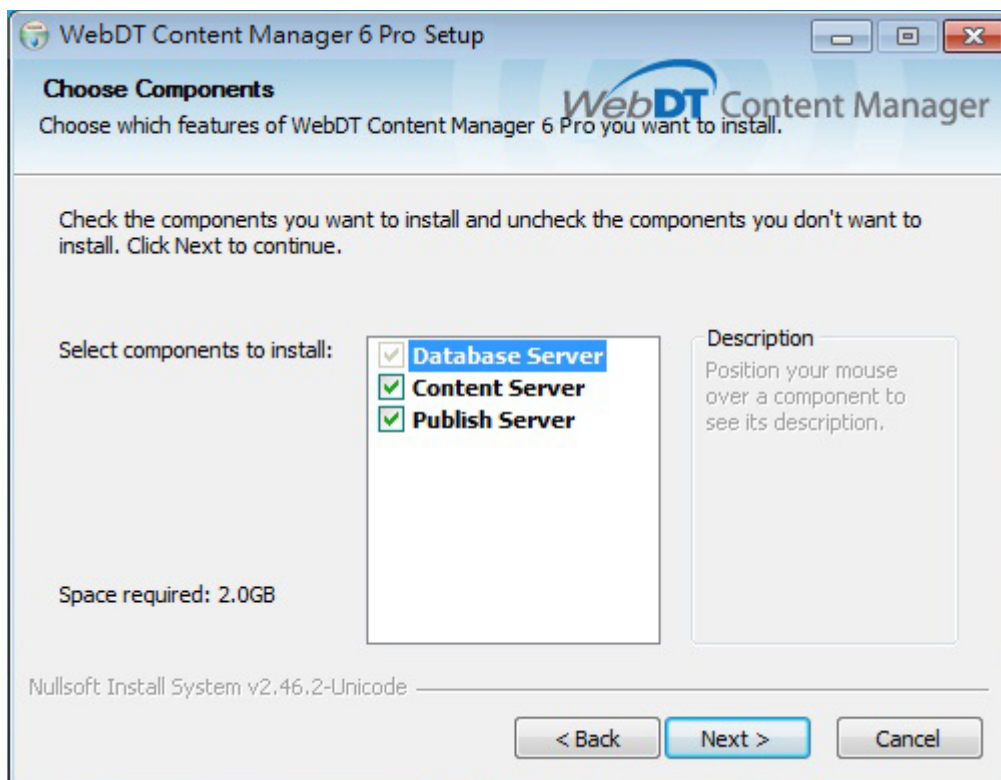 WebDT Content Manager 6 Pro Setup
Choose Components
WebDT Content Manager
Choose which features of WebDT Content Manager 6 Pro you want to install.
Check the components you want to install and uncheck the components you don't want to
install. Click Next to continue.
Select components to install:
Database Server
Content Server
Publish Server
Description
Position your mouse
over a component to
see its description.
Space required: 2.0GB
Nullsoft Install System v2.46.2-Unicode
< Back
Next >
Cancel